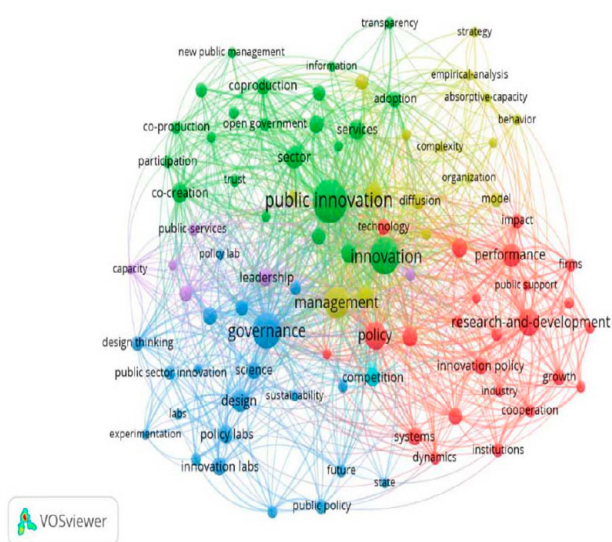 transparency
strategy
new public management
information
empirical-analysis
coproduction
adoption
absorptive-capacity
behavior
co-production
open government
services
complexity
participation
sector
trust
organization
co-creation
public innovation
diffusion
model
public services
technology
impact
policy lab
innovation
performance
capacity
leadership
firms
public support
management
governance
policy
research-and-development
design thinking
public sector innovation
science
competition
innovation policy
growth
design
sustainability
industry
labs
cooperation
experimentation
policy labs
systems
institutions
innovation labs
dynamics
future
state
public policy
VOSviewer